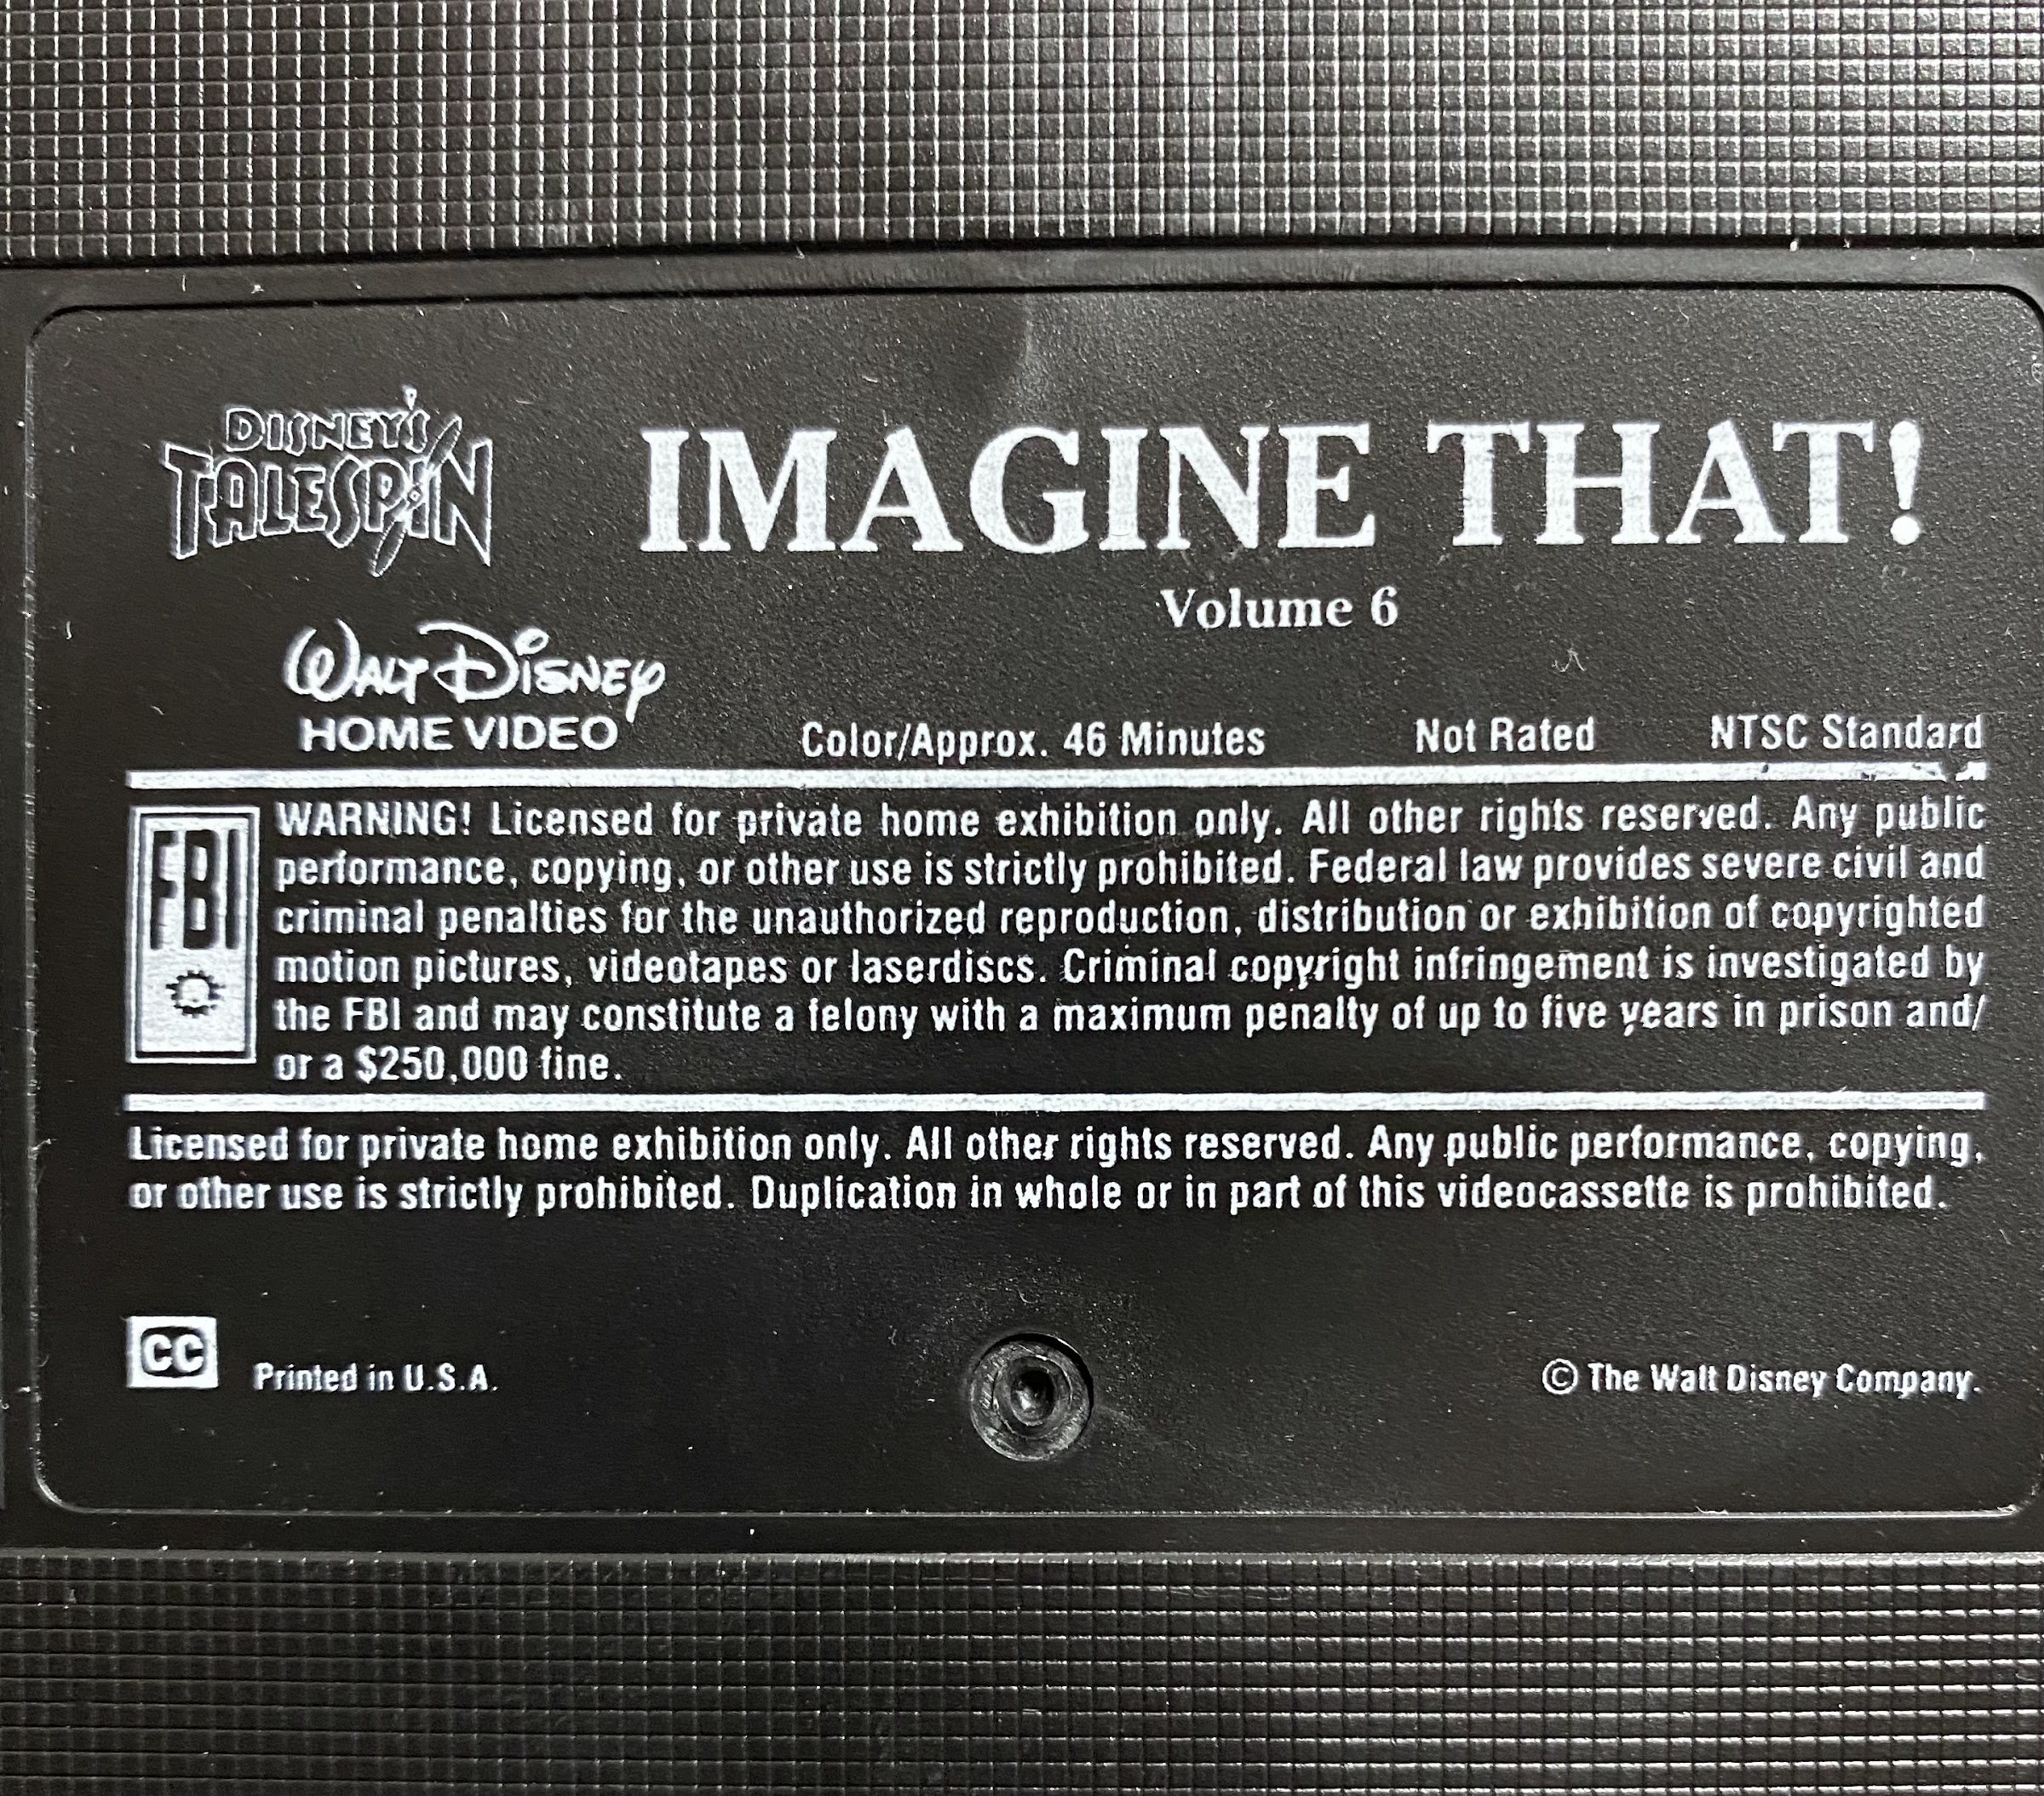 DISNEY'S
TALESPIN
IMAGINE THAT!
Volume 6
WALT DISNEY
HOME VIDEO
Color/Approx. 46 Minutes Not Rated NTSC Standard
FBI
WARNING! Licensed for private home exhibition only. All other rights reserved. Any public
performance, copying, or other use is strictly prohibited. Federal law provides severe civil and
criminal penalties for the unauthorized reproduction, distribution or exhibition of copyrighted
motion pictures, videotapes or laserdiscs. Criminal copyright infringement is investigated by
the FBI and may constitute a felony with a maximum penalty of up to five years in prison and/
or a $250,000 fine.
Licensed for private home exhibition only. All other rights reserved. Any public performance, copying,
or other use is strictly prohibited. Duplication in whole or in part of this videocassette is prohibited.
CC
Printed in U.S.A.
© The Walt Disney Company.